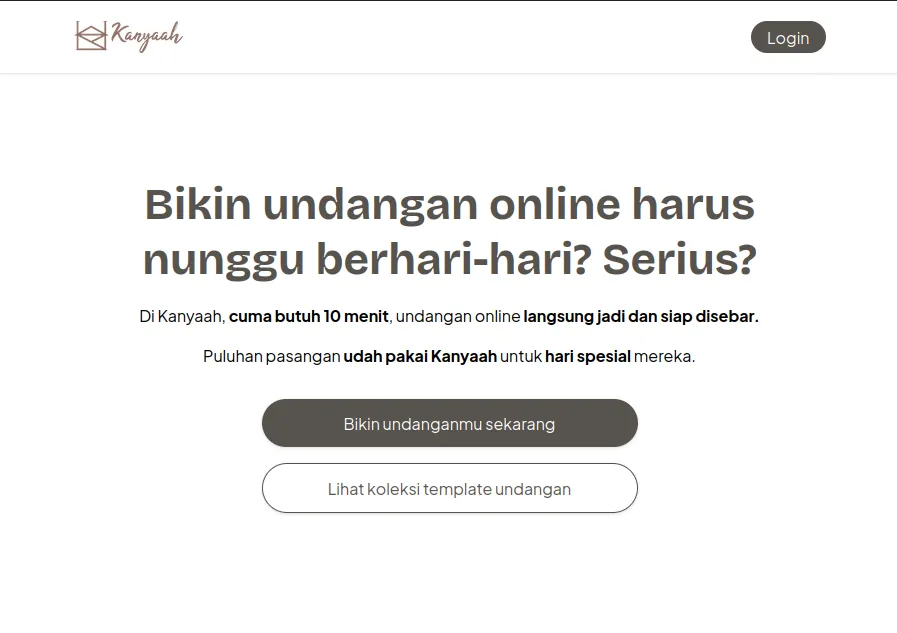 Kanyaah
Login
Bikin undangan online harus
nunggu berhari-hari? Serius?
Di Kanyaah, cuma butuh 10 menit, undangan online langsung jadi dan siap disebar.
Puluhan pasangan udah pakai Kanyaah untuk hari spesial mereka.
Bikin undanganmu sekarang
Lihat koleksi template undangan